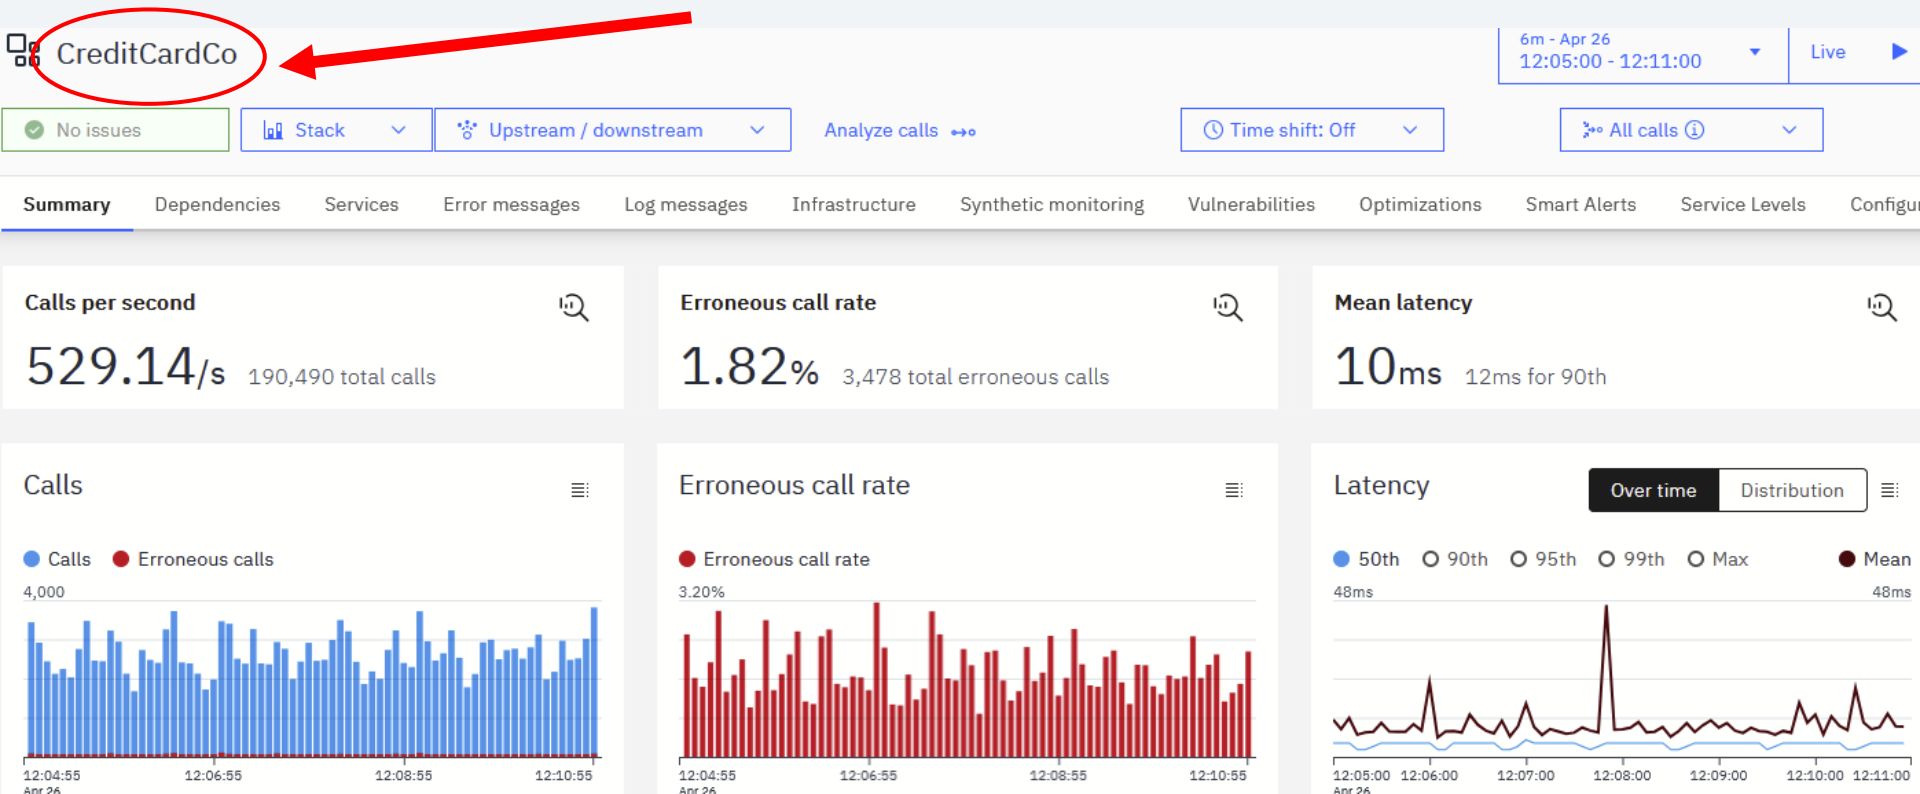 CreditCardCo
6m - Apr 26
12:05:00 - 12:11:00
Live
No issues
Stack
Upstream / downstream
Analyze calls
Time shift: Off
All calls
Summary Dependencies Services Error messages Log messages Infrastructure Synthetic monitoring Vulnerabilities Optimizations Smart Alerts Service Levels Configur
Calls per second
529.14/s 190,490 total calls
Erroneous call rate
1.82% 3,478 total erroneous calls
Mean latency
10ms 12ms for 90th
Calls
Calls Erroneous calls
4,000
12:04:55 12:06:55 12:08:55 12:10:55
Apr 26
Erroneous call rate
Erroneous call rate
3.20%
12:04:55 12:06:55 12:08:55 12:10:55
Apr 26
Latency
Over time Distribution
50th 90th 95th 99th Max Mean
48ms 48ms
12:05:00 12:06:00 12:07:00 12:08:00 12:09:00 12:10:00 12:11:00
Apr 26